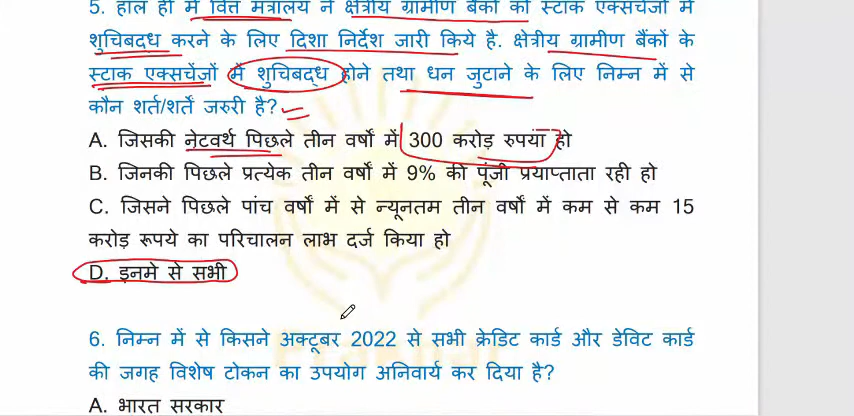 5. हाल ही में वित्त मंत्रालय ने क्षेत्रीय ग्रामीण बैंकों को स्टाक एक्सचेंजों में
शुचिबद्ध करने के लिए दिशा निर्देश जारी किये है. क्षेत्रीय ग्रामीण बैंकों के
स्टाक एक्सचेंजों में शुचिबद्ध होने तथा धन जुटाने के लिए निम्न में से
कौन शर्त/शर्तें जरुरी है?
A. जिसकी नेटवर्थ पिछले तीन वर्षों में 300 करोड़ रुपया हो
B. जिनकी पिछले प्रत्येक तीन वर्षों में 9% की पूंजी प्रयाप्ताता रही हो
C. जिसने पिछले पांच वर्षों में से न्यूनतम तीन वर्षों में कम से कम 15
करोड़ रूपये का परिचालन लाभ दर्ज किया हो
D. इनमे से सभी
6. निम्न में से किसने अक्टूबर 2022 से सभी क्रेडिट कार्ड और डेविट कार्ड
की जगह विशेष टोकन का उपयोग अनिवार्य कर दिया है?
A. भारत सरकार